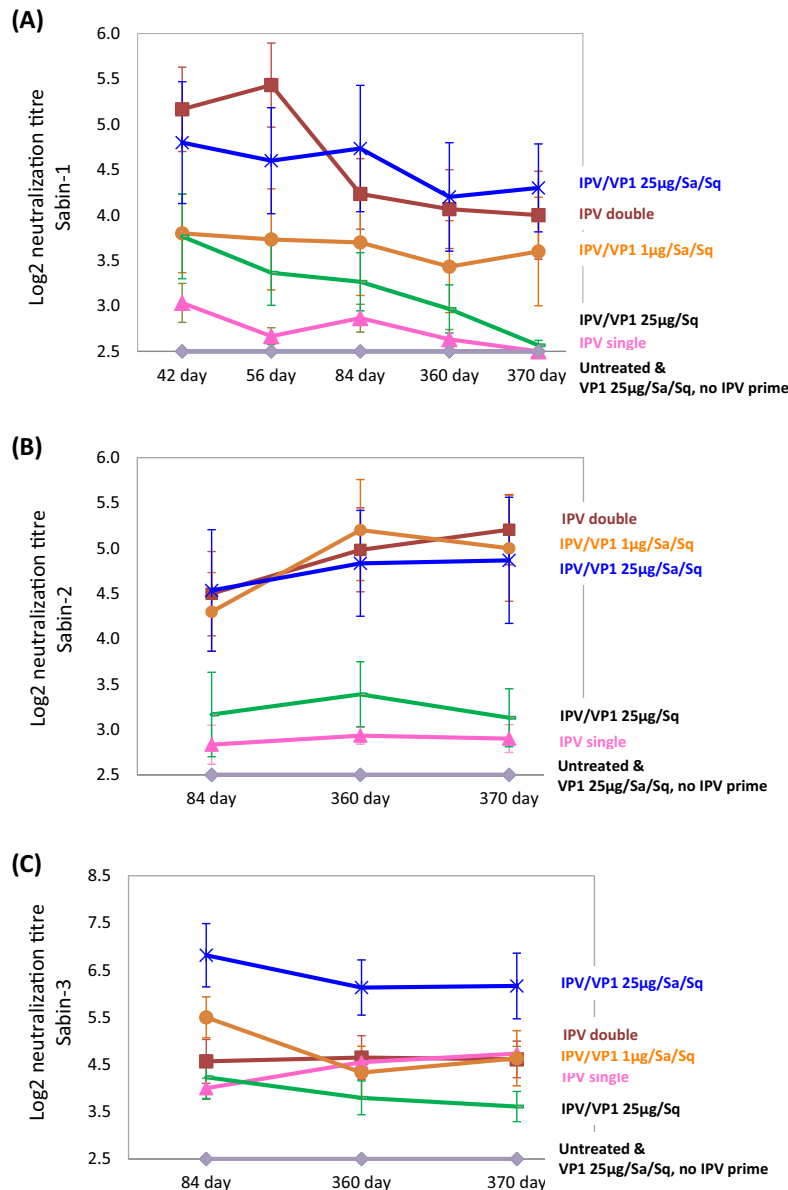 (A)
Log2 neutralization titre
Sabin-1
6.0
5.5
5.0
4.5
4.0
3.5
3.0
2.5
42 day
56 day
84 day
360 day
370 day
IPV/VP1 25µg/Sa/Sq
IPV double
IPV/VP1 1µg/Sa/Sq
IPV/VP1 25µg/Sq
IPV single
Untreated &
VP1 25µg/Sa/Sq, no IPV prime
(B)
Log2 neutralization titre
Sabin-2
6.0
5.5
5.0
4.5
4.0
3.5
3.0
2.5
84 day
360 day
370 day
IPV double
IPV/VP1 1µg/Sa/Sq
IPV/VP1 25µg/Sa/Sq
IPV/VP1 25µg/Sq
IPV single
Untreated &
VP1 25µg/Sa/Sq, no IPV prime
(C)
Log2 neutralization titre
Sabin-3
8.5
7.5
6.5
5.5
4.5
3.5
2.5
84 day
360 day
370 day
IPV/VP1 25µg/Sa/Sq
IPV double
IPV/VP1 1µg/Sa/Sq
IPV single
IPV/VP1 25µg/Sq
Untreated &
VP1 25µg/Sa/Sq, no IPV prime